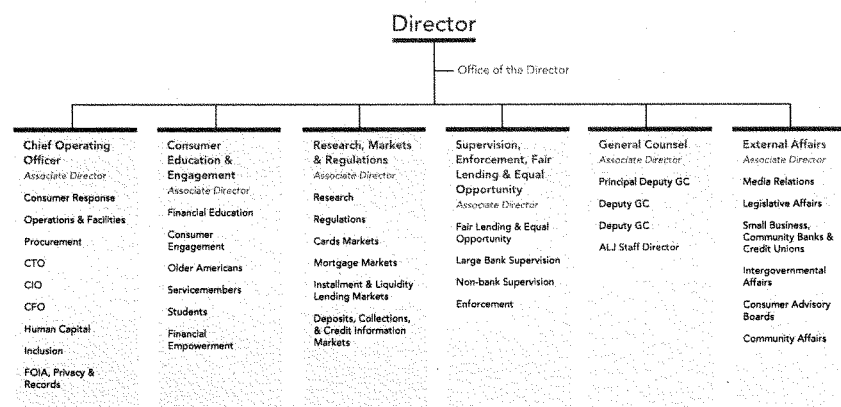 Director
Office of the Director
Chief Operating
Officer
Associate Director
Consumer Response
Operations & Facilities
Procurement
CTO
CIO
CFO
Human Capital
Inclusion
FOIA, Privacy &
Records
Consumer
Education &
Engagement
Associate Director
Financial Education
Consumer
Engagement
Older Americans
Servicemembers
Students
Financial
Empowerment
Research, Markets
& Regulations
Associate Director
Research
Regulations
Cards Markets
Mortgage Markets
Installment & Liquidity
Lending Markets
Deposits, Collections,
& Credit Information
Markets
Supervision,
Enforcement, Fair
Lending & Equal
Opportunity
Associate Director
Fair Lending & Equal
Opportunity
Large Bank Supervision
Non-bank Supervision
Enforcement
General Counsel
Associate Director
Principal Deputy GC
Deputy GC
Deputy GC
ALJ Staff Director
External Affairs
Associate Director
Media Relations
Legislative Affairs
Small Business,
Community Banks &
Credit Unions
Intergovernmental
Affairs
Consumer Advisory
Boards
Community Affairs